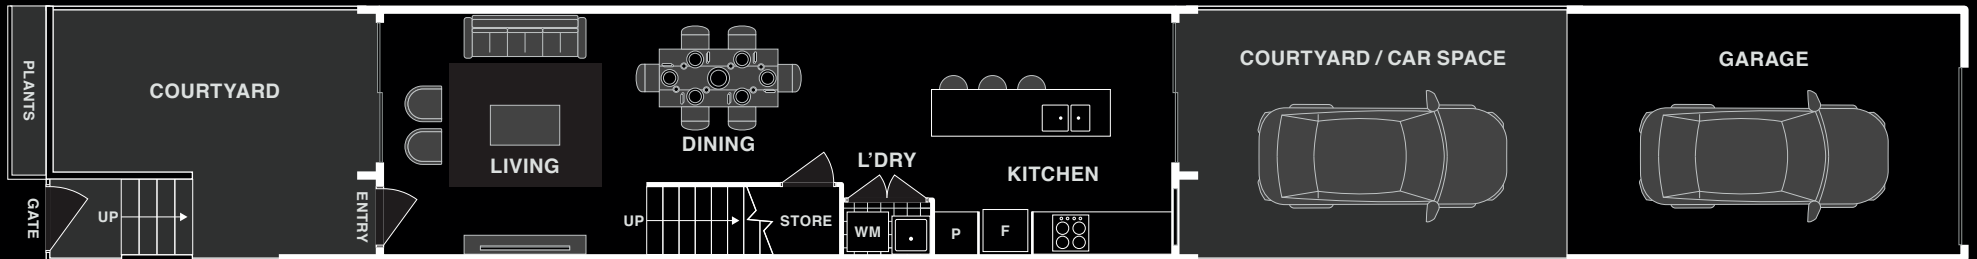 PLANTS
COURTYARD
GATE
UP
ENTRY
LIVING
DINING
UP
STORE
L'DRY
WM
P
F
KITCHEN
COURTYARD / CAR SPACE
GARAGE